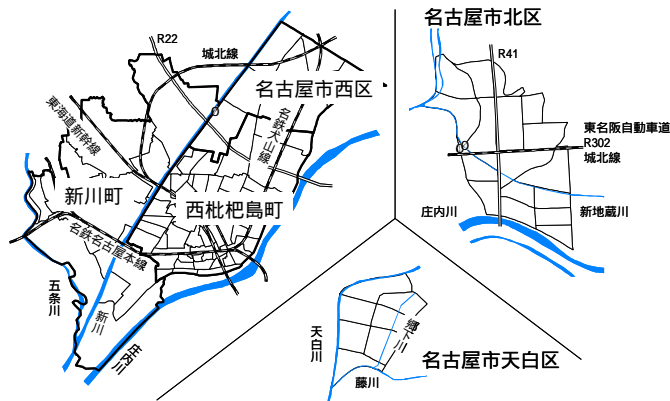 名古屋市北区
R22
城北線
R41
名古屋市西区
名鉄犬山線
東海道新幹線
東名阪自動車道
R302
城北線
新川町
西枇杷島町
庄内川
新地蔵川
名鉄名古屋本線
五条川
新川
庄内川
天白川
郷下川
名古屋市天白区
藤川